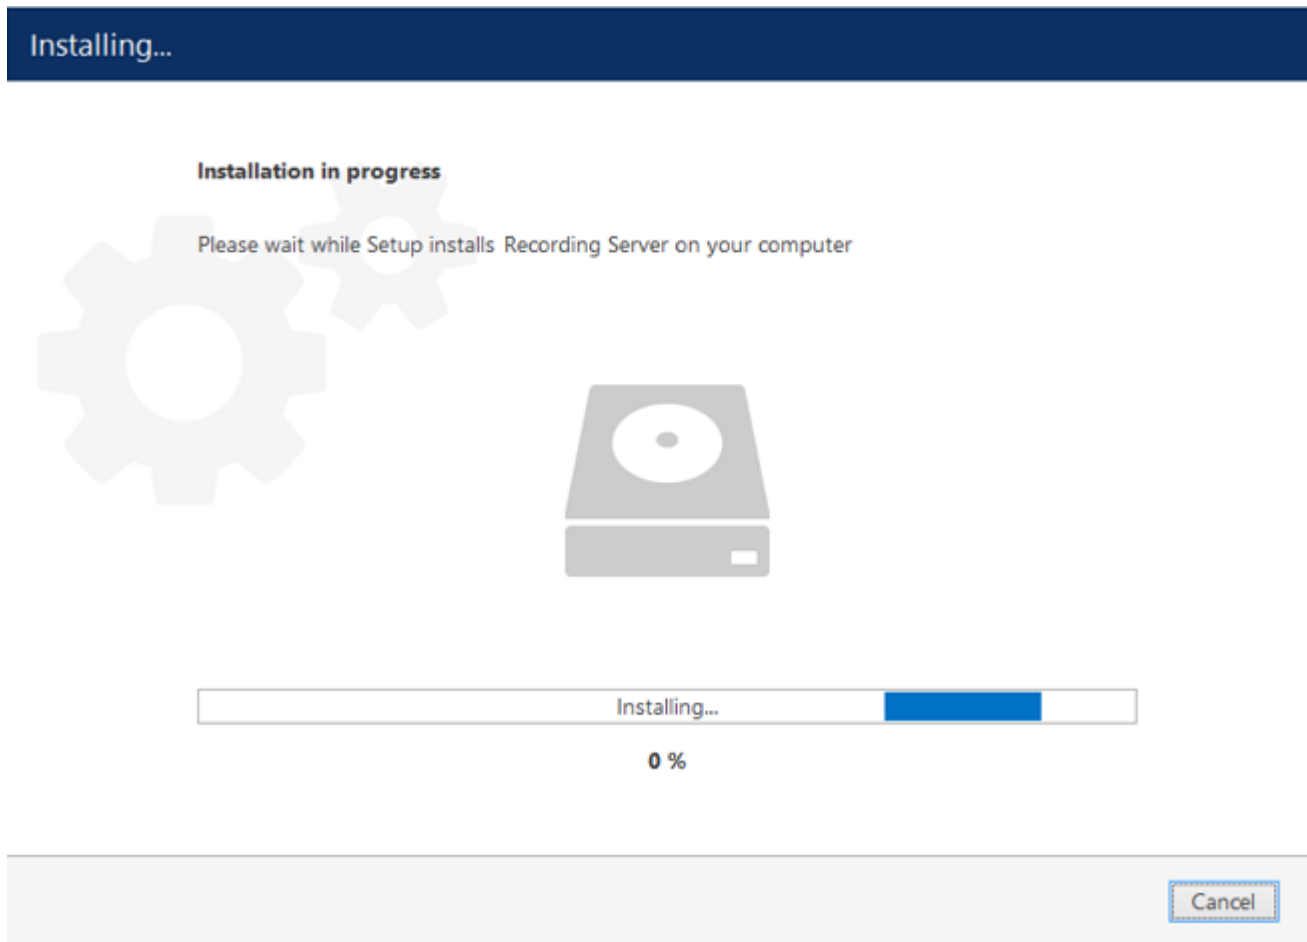 Installing...
Installation in progress
Please wait while Setup installs Recording Server on your computer
Installing...
0 %
Cancel